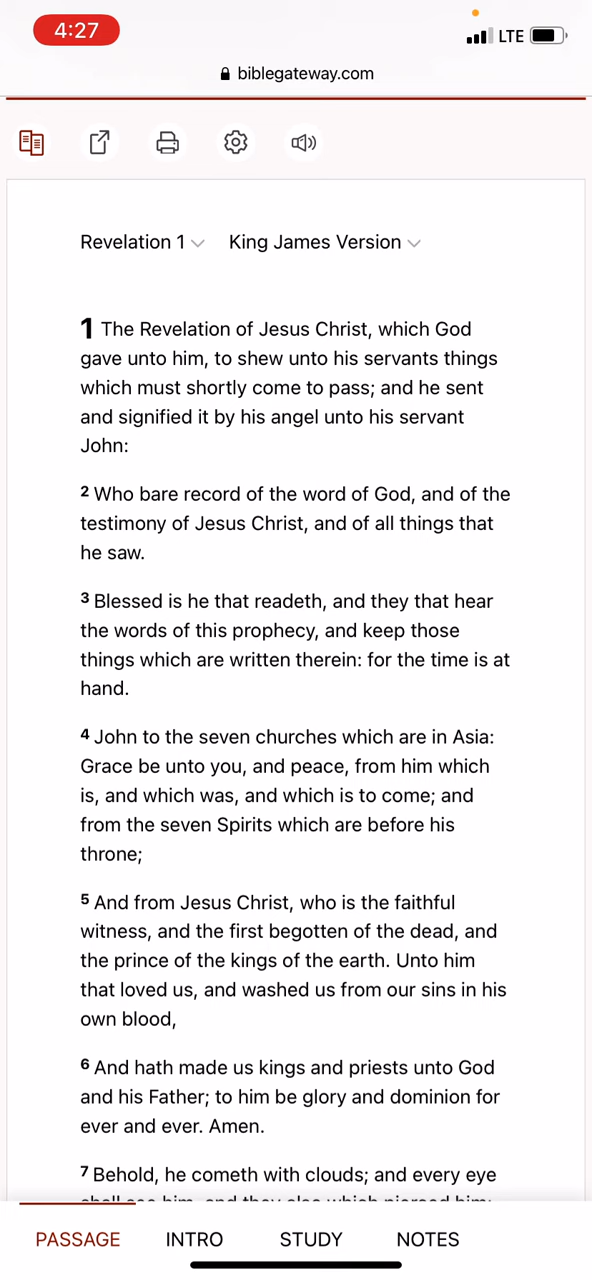 4:27
LTE
biblegateway.com
Revelation 1 King James Version
1 The Revelation of Jesus Christ, which God
gave unto him, to shew unto his servants things
which must shortly come to pass; and he sent
and signified it by his angel unto his servant
John:
2 Who bare record of the word of God, and of the
testimony of Jesus Christ, and of all things that
he saw.
3 Blessed is he that readeth, and they that hear
the words of this prophecy, and keep those
things which are written therein: for the time is at
hand.
4 John to the seven churches which are in Asia:
Grace be unto you, and peace, from him which
is, and which was, and which is to come; and
from the seven Spirits which are before his
throne;
5 And from Jesus Christ, who is the faithful
witness, and the first begotten of the dead, and
the prince of the kings of the earth. Unto him
that loved us, and washed us from our sins in his
own blood,
6 And hath made us kings and priests unto God
and his Father; to him be glory and dominion for
ever and ever. Amen.
7 Behold, he cometh with clouds; and every eye
shall see him, and they also which pierced him:
PASSAGE INTRO STUDY NOTES